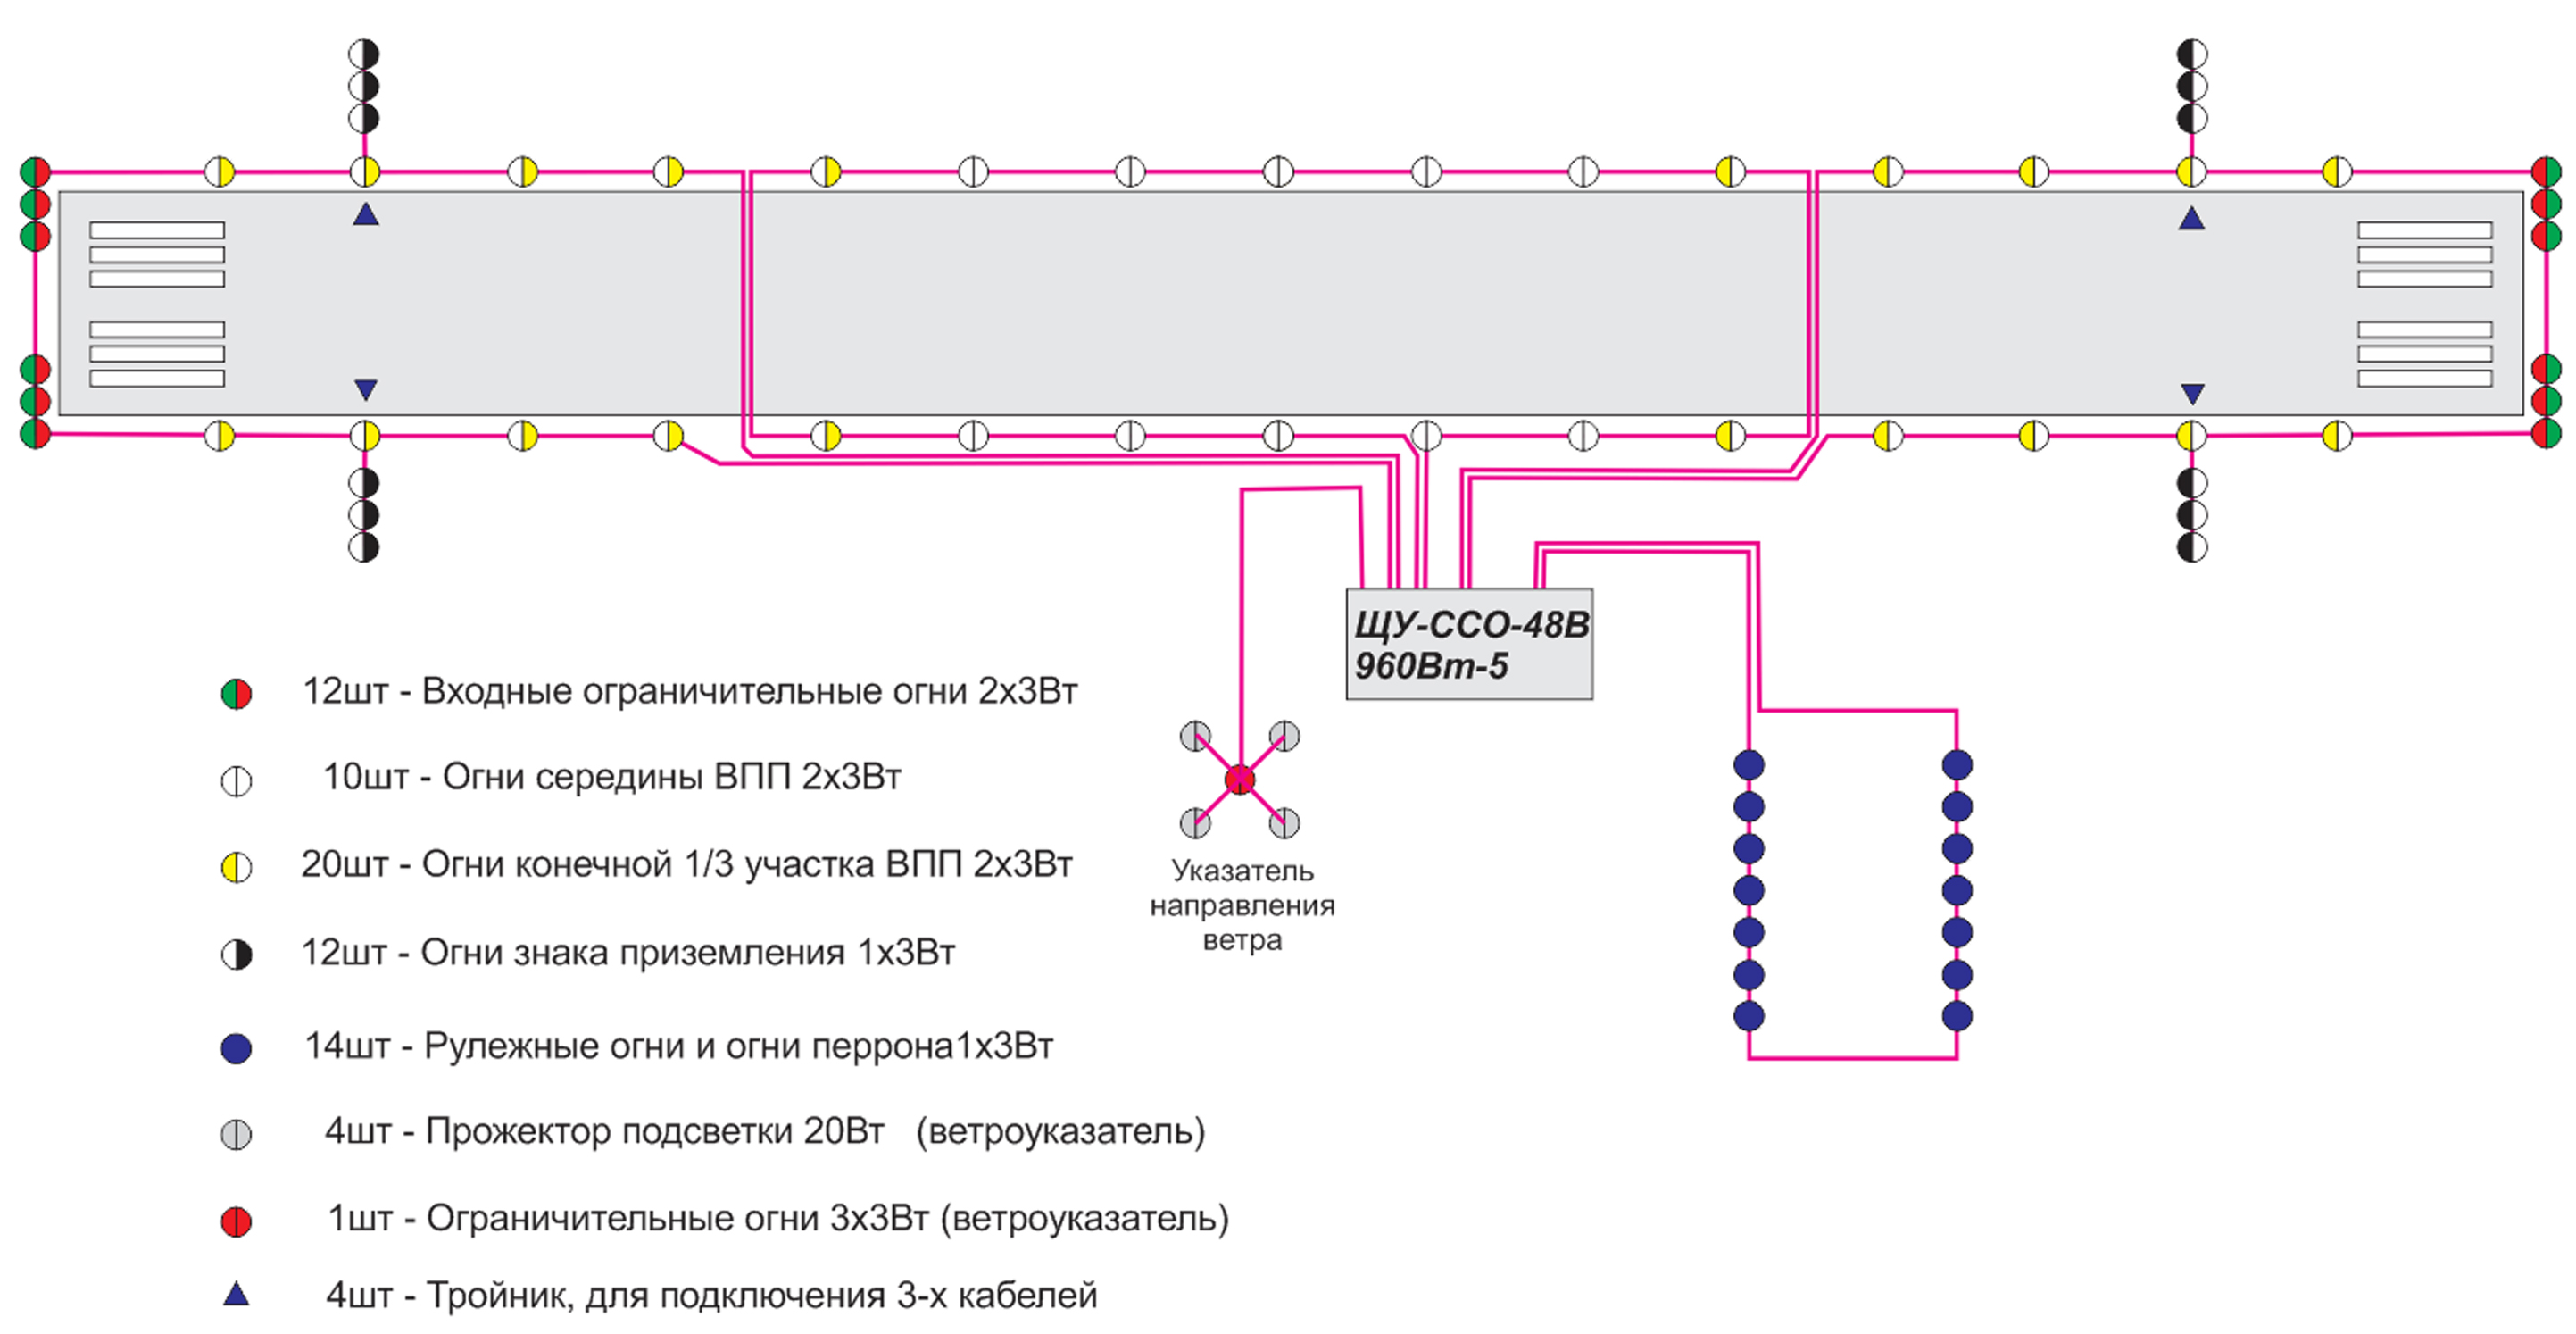 ЩУ-ССО-48В
960Вт-5
12шт - Входные ограничительные огни 2х3Вт
10шт - Огни середины ВПП 2х3Вт
20шт - Огни конечной 1/3 участка ВПП 2х3Вт
12шт - Огни знака приземления 1х3Вт
14шт - Рулежные огни и огни перрона1х3Вт
4шт - Прожектор подсветки 20Вт (ветроуказатель)
1шт - Ограничительные огни 3х3Вт (ветроуказатель)
4шт - Тройник, для подключения 3-х кабелей
Указатель
направления
ветра